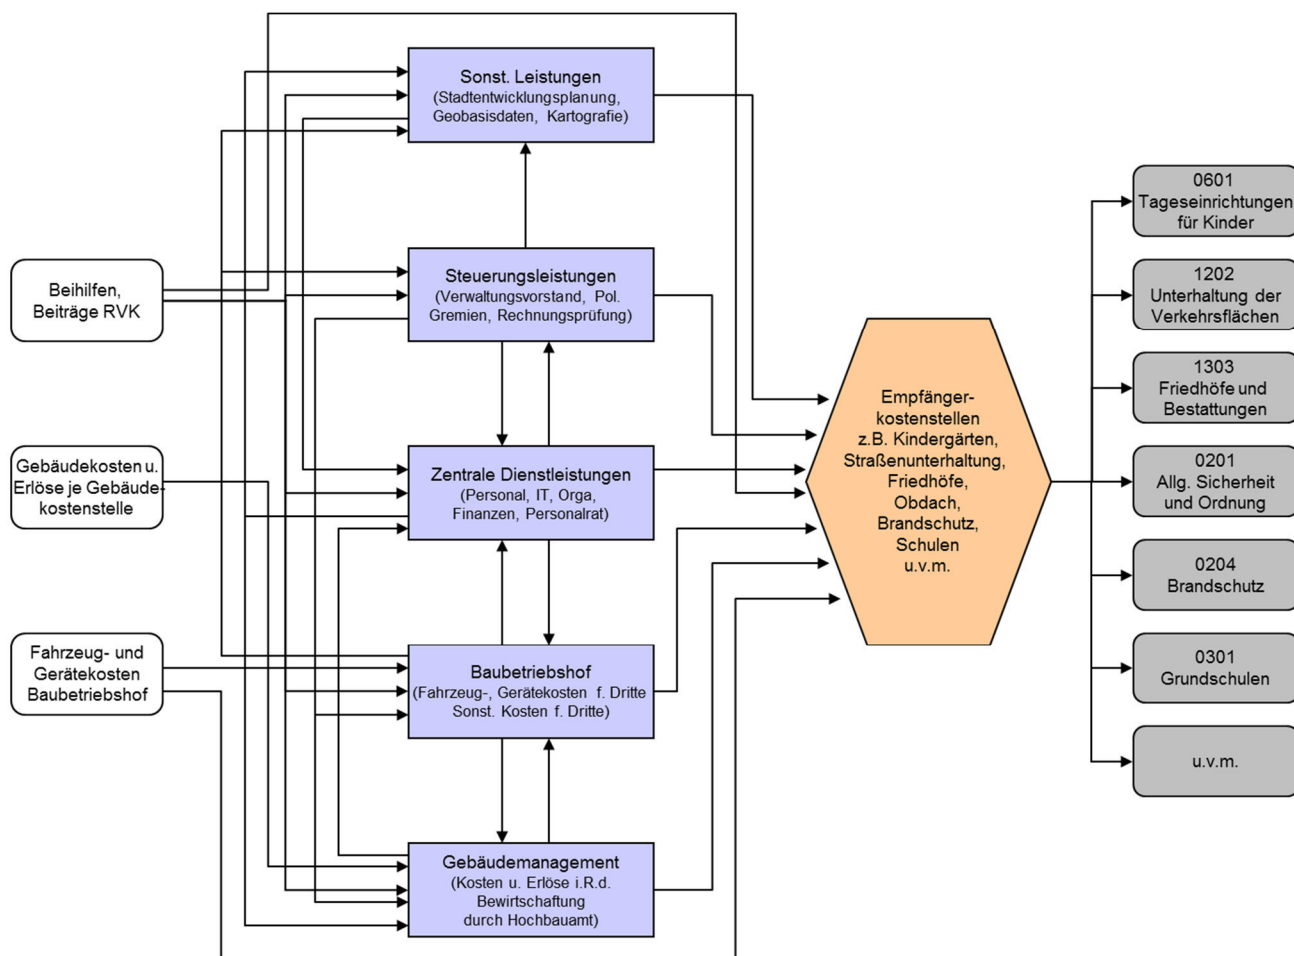 Beihilfen,
Beiträge RVK
Gebäudekosten u.
Erlöse je Gebäude-
kostenstelle
Fahrzeug- und
Gerätekosten
Baubetriebshof
Sonst. Leistungen
(Stadtentwicklungsplanung,
Geobasisdaten, Kartografie)
Steuerungsleistungen
(Verwaltungsvorstand, Pol.
Gremien, Rechnungsprüfung)
Zentrale Dienstleistungen
(Personal, IT, Orga,
Finanzen, Personalrat)
Baubetriebshof
(Fahrzeug-, Gerätekosten f. Dritte
Sonst. Kosten f. Dritte)
Gebäudemanagement
(Kosten u. Erlöse i.R.d.
Bewirtschaftung
durch Hochbauamt)
Empfänger-
kostenstellen
z.B. Kindergärten,
Straßenunterhaltung,
Friedhöfe,
Obdach,
Brandschutz,
Schulen
u.v.m.
0601
Tageseinrichtungen
für Kinder
1202
Unterhaltung der
Verkehrsflächen
1303
Friedhöfe und
Bestattungen
0201
Allg. Sicherheit
und Ordnung
0204
Brandschutz
0301
Grundschulen
u.v.m.